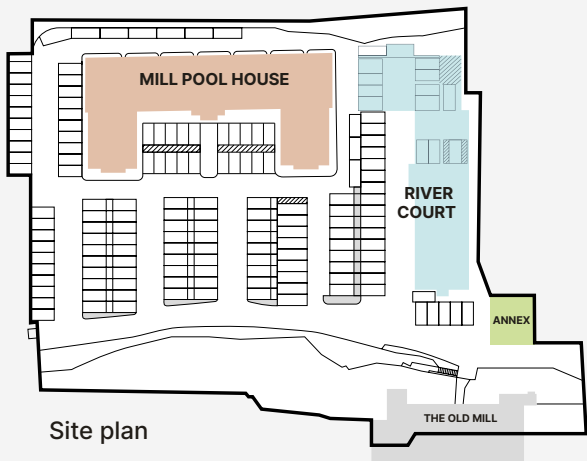 MILL POOL HOUSE
RIVER
COURT
ANNEX
THE OLD MILL
Site plan